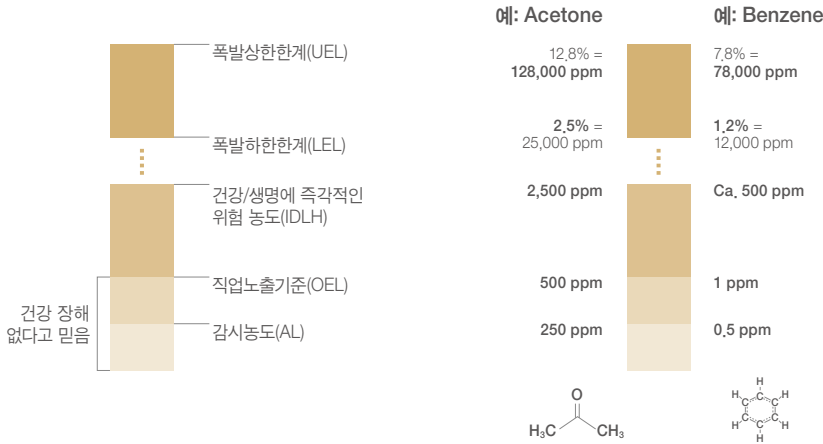 예: Acetone
예: Benzene
폭발상한한계(UEL)
12.8% =
128,000 ppm
7.8% =
78,000 ppm
폭발하한한계(LEL)
2.5% =
25,000 ppm
1.2% =
12,000 ppm
건강/생명에 즉각적인
위험 농도(IDLH)
2,500 ppm
Ca. 500 ppm
직업노출기준(OEL)
500 ppm
1 ppm
건강 장해
없다고 믿음
감시농도(AL)
250 ppm
0.5 ppm
O
H₃C
CH₃
H
H
H
C
C
C
C
C
C
H
H
H